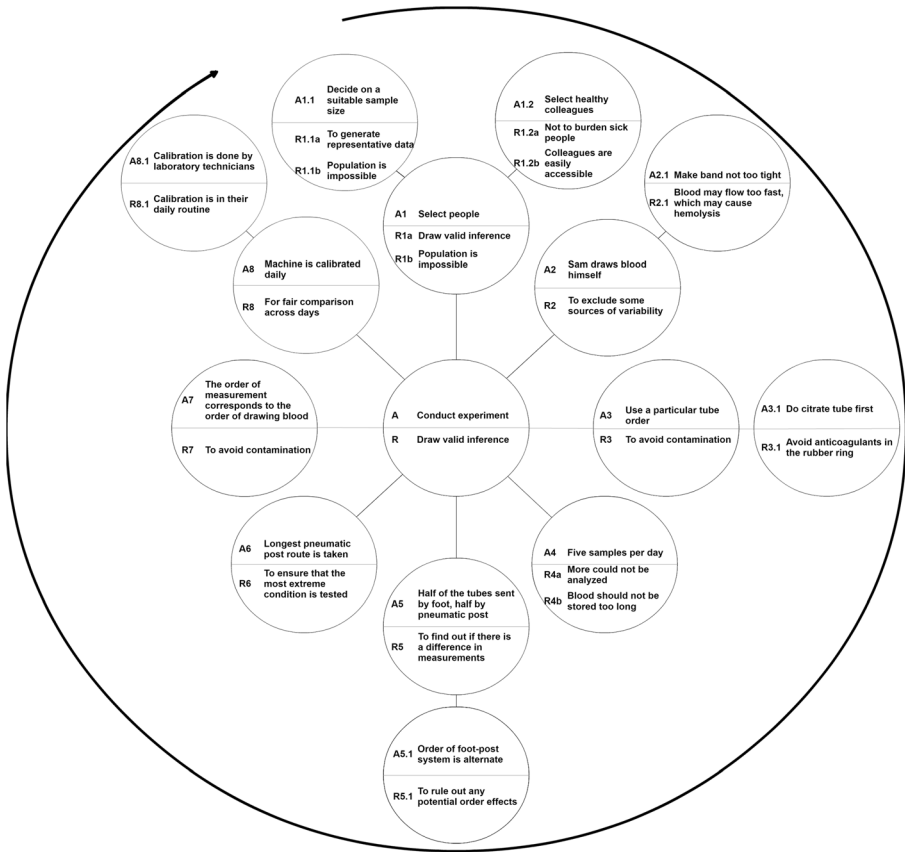 A1.1 Decide on a
suitable sample
size
R1.1a To generate
representative data
R1.1b Population is
impossible
A1.2 Select healthy
colleagues
R1.2a Not to burden sick
people
R1.2b Colleagues are
easily
accessible
A8.1 Calibration is done by
laboratory technicians
R8.1 Calibration is in their
daily routine
A2.1 Make band not too tight
R2.1 Blood may flow too fast,
which may cause
hemolysis
A1 Select people
R1a Draw valid inference
R1b Population is
impossible
A8 Machine is calibrated
daily
R8 For fair comparison
across days
A2 Sam draws blood
himself
R2 To exclude some
sources of variability
A7 The order of
measurement
corresponds to the
order of drawing blood
R7 To avoid contamination
A Conduct experiment
R Draw valid inference
A3 Use a particular tube
order
R3 To avoid contamination
A3.1 Do citrate tube first
R3.1 Avoid anticoagulants in
the rubber ring
A6 Longest pneumatic
post route is taken
R6 To ensure that the
most extreme
condition is tested
A4 Five samples per day
R4a More could not be
analyzed
R4b Blood should not be
stored too long
A5 Half of the tubes sent
by foot, half by
pneumatic post
R5 To find out if there is
a difference in
measurements
A5.1 Order of foot-post
system is alternate
R5.1 To rule out any
potential order effects